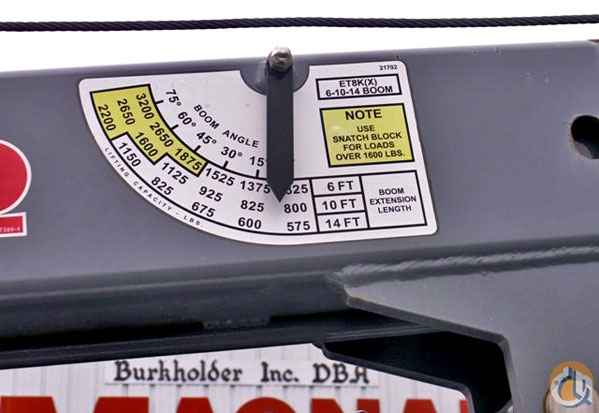 ET8K(X)
6-10-14 BOOM
BOOM ANGLE
75° 60° 45° 30° 15
3200 2650 1875 1525 1375 325 6 FT
2650 1600 1125 925 825 800 10 FT
2200 1150 825 675 600 575 14 FT
LIFTING CAPACITY - LBS.
NOTE
USE
SNATCH BLOCK
FOR LOADS
OVER 1600 LBS.
BOOM
EXTENSION
LENGTH
Burkholder Inc. DBA
MAGNA